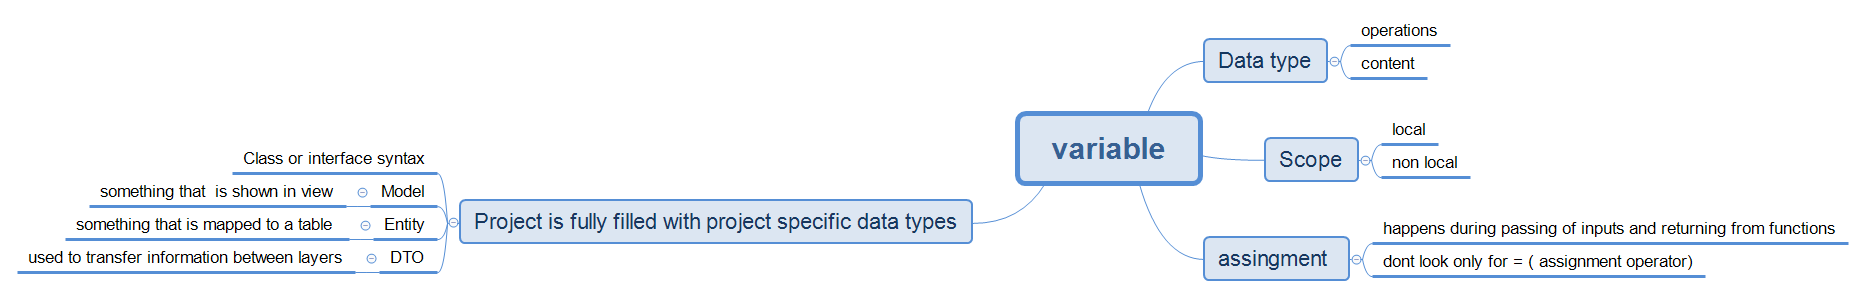 variable
Data type
operations
content
Scope
local
non local
assingment
happens during passing of inputs and returning from functions
dont look only for = ( assignment operator)
Project is fully filled with project specific data types
Class or interface syntax
Model
something that  is shown in view
Entity
something that is mapped to a table
DTO
used to transfer information between layers